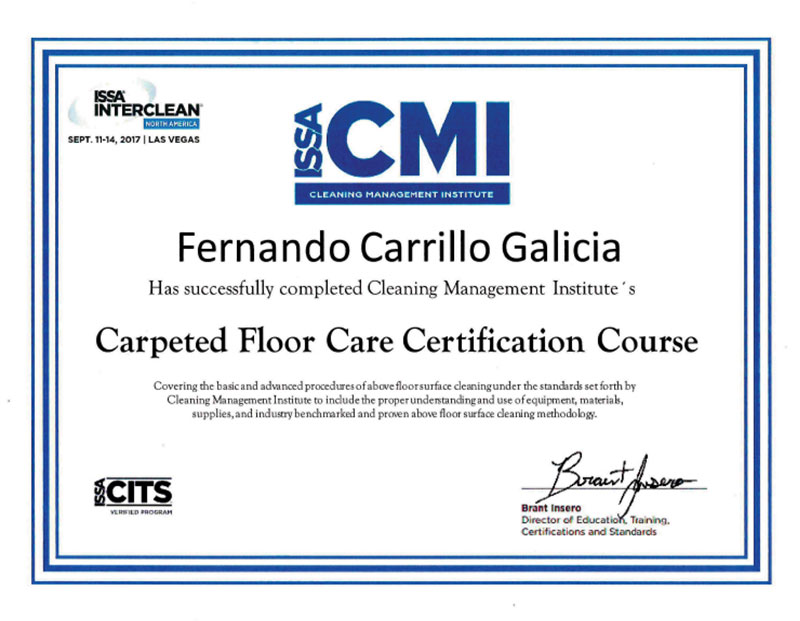 ISSA
INTERCLEAN
NORTH AMERICA
SEPT. 11-14, 2017 | LAS VEGAS
ISSA CMI
CLEANING MANAGEMENT INSTITUTE
Fernando Carrillo Galicia
Has successfully completed Cleaning Management Institute´s
Carpeted Floor Care Certification Course
Covering the basic and advanced procedures of above floor surface cleaning under the standards set forth by
Cleaning Management Institute to include the proper understanding and use of equipment, materials,
supplies, and industry benchmarked and proven above floor surface cleaning methodology.
ISSA CITS
VERIFIED PROGRAM
Brant Insero
Brant Insero
Director of Education, Training,
Certifications and Standards